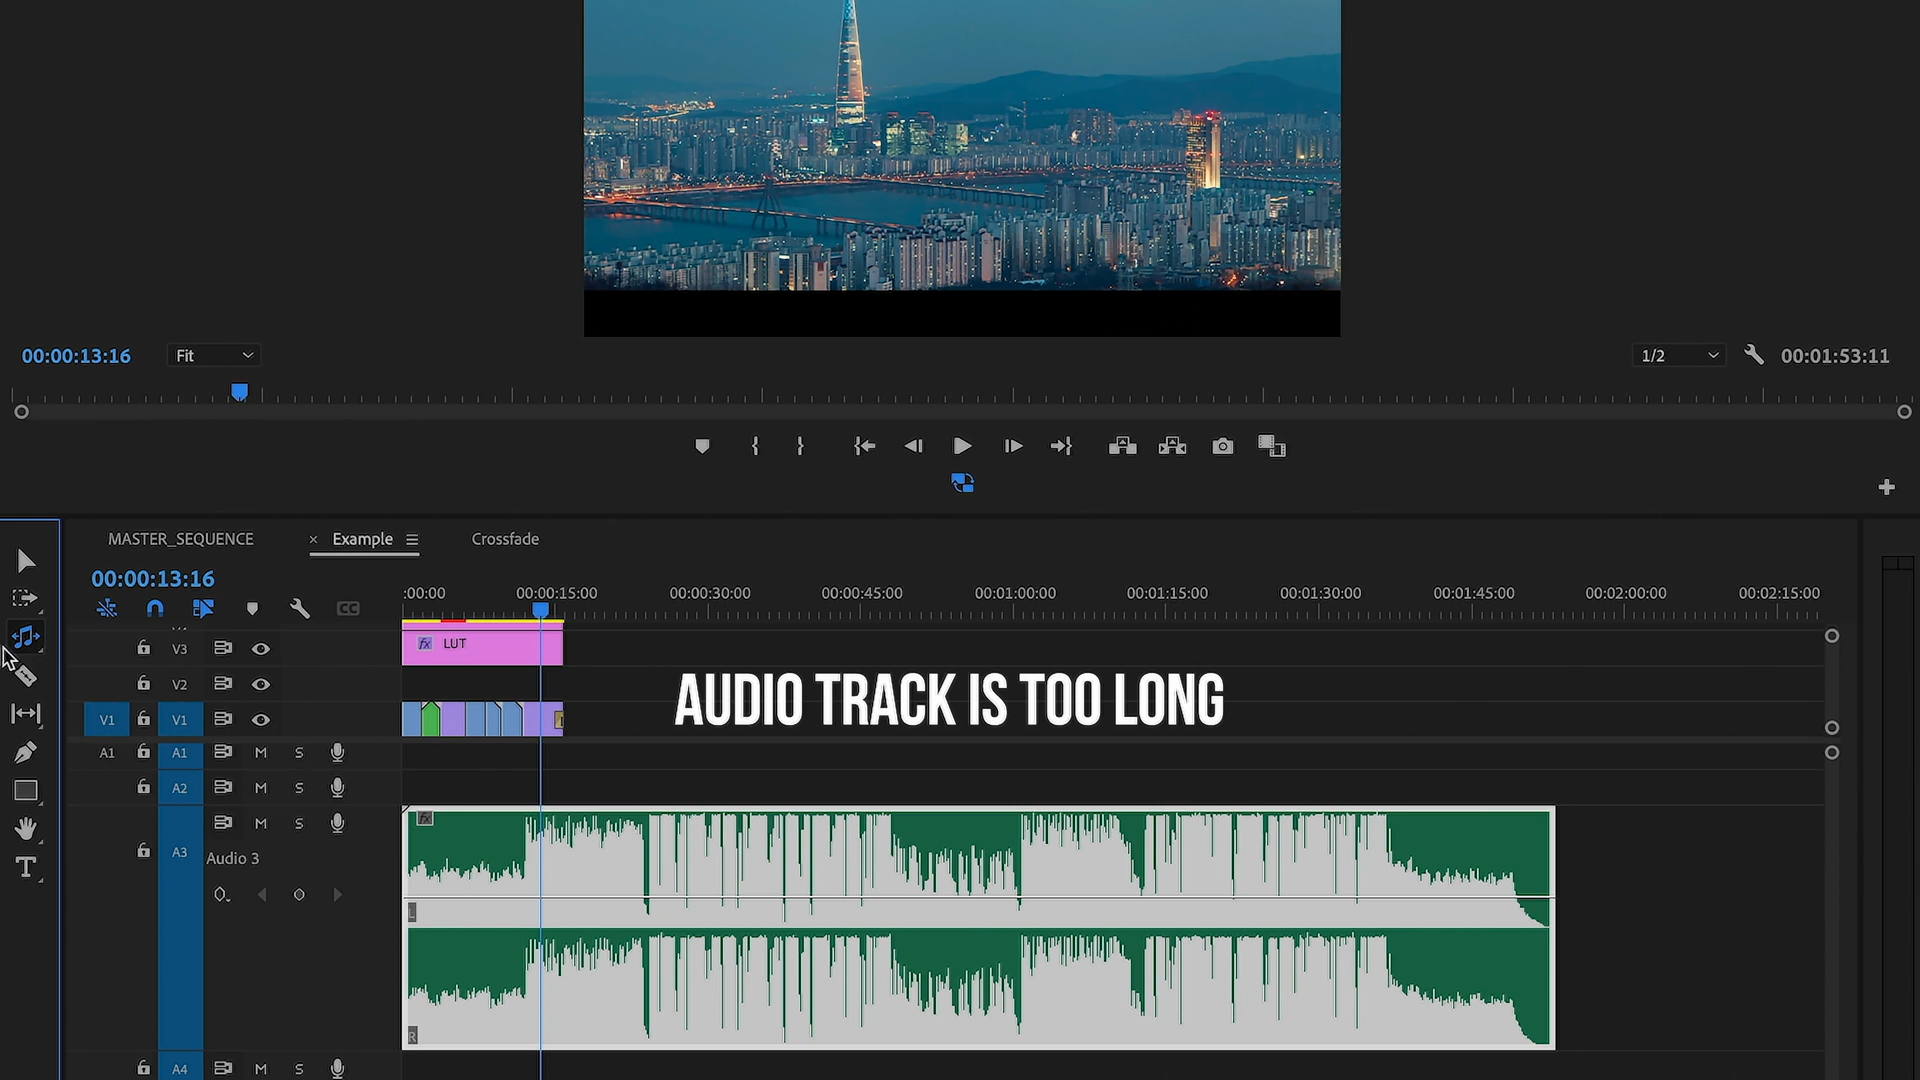 00:00:13:16 Fit 1/2 00:01:53:11
MASTER_SEQUENCE × Example Crossfade
00:00:13:16
:00:00 00:00:15:00 00:00:30:00 00:00:45:00 00:01:00:00 00:01:15:00 00:01:30:00 00:01:45:00 00:02:00:00 00:02:15:00
CC
V3 fx LUT
V2
AUDIO TRACK IS TOO LONG
V1 V1
A1 A1 M S
A2 M S
M S fx
A3 Audio 3
T
L
R
A4 M S